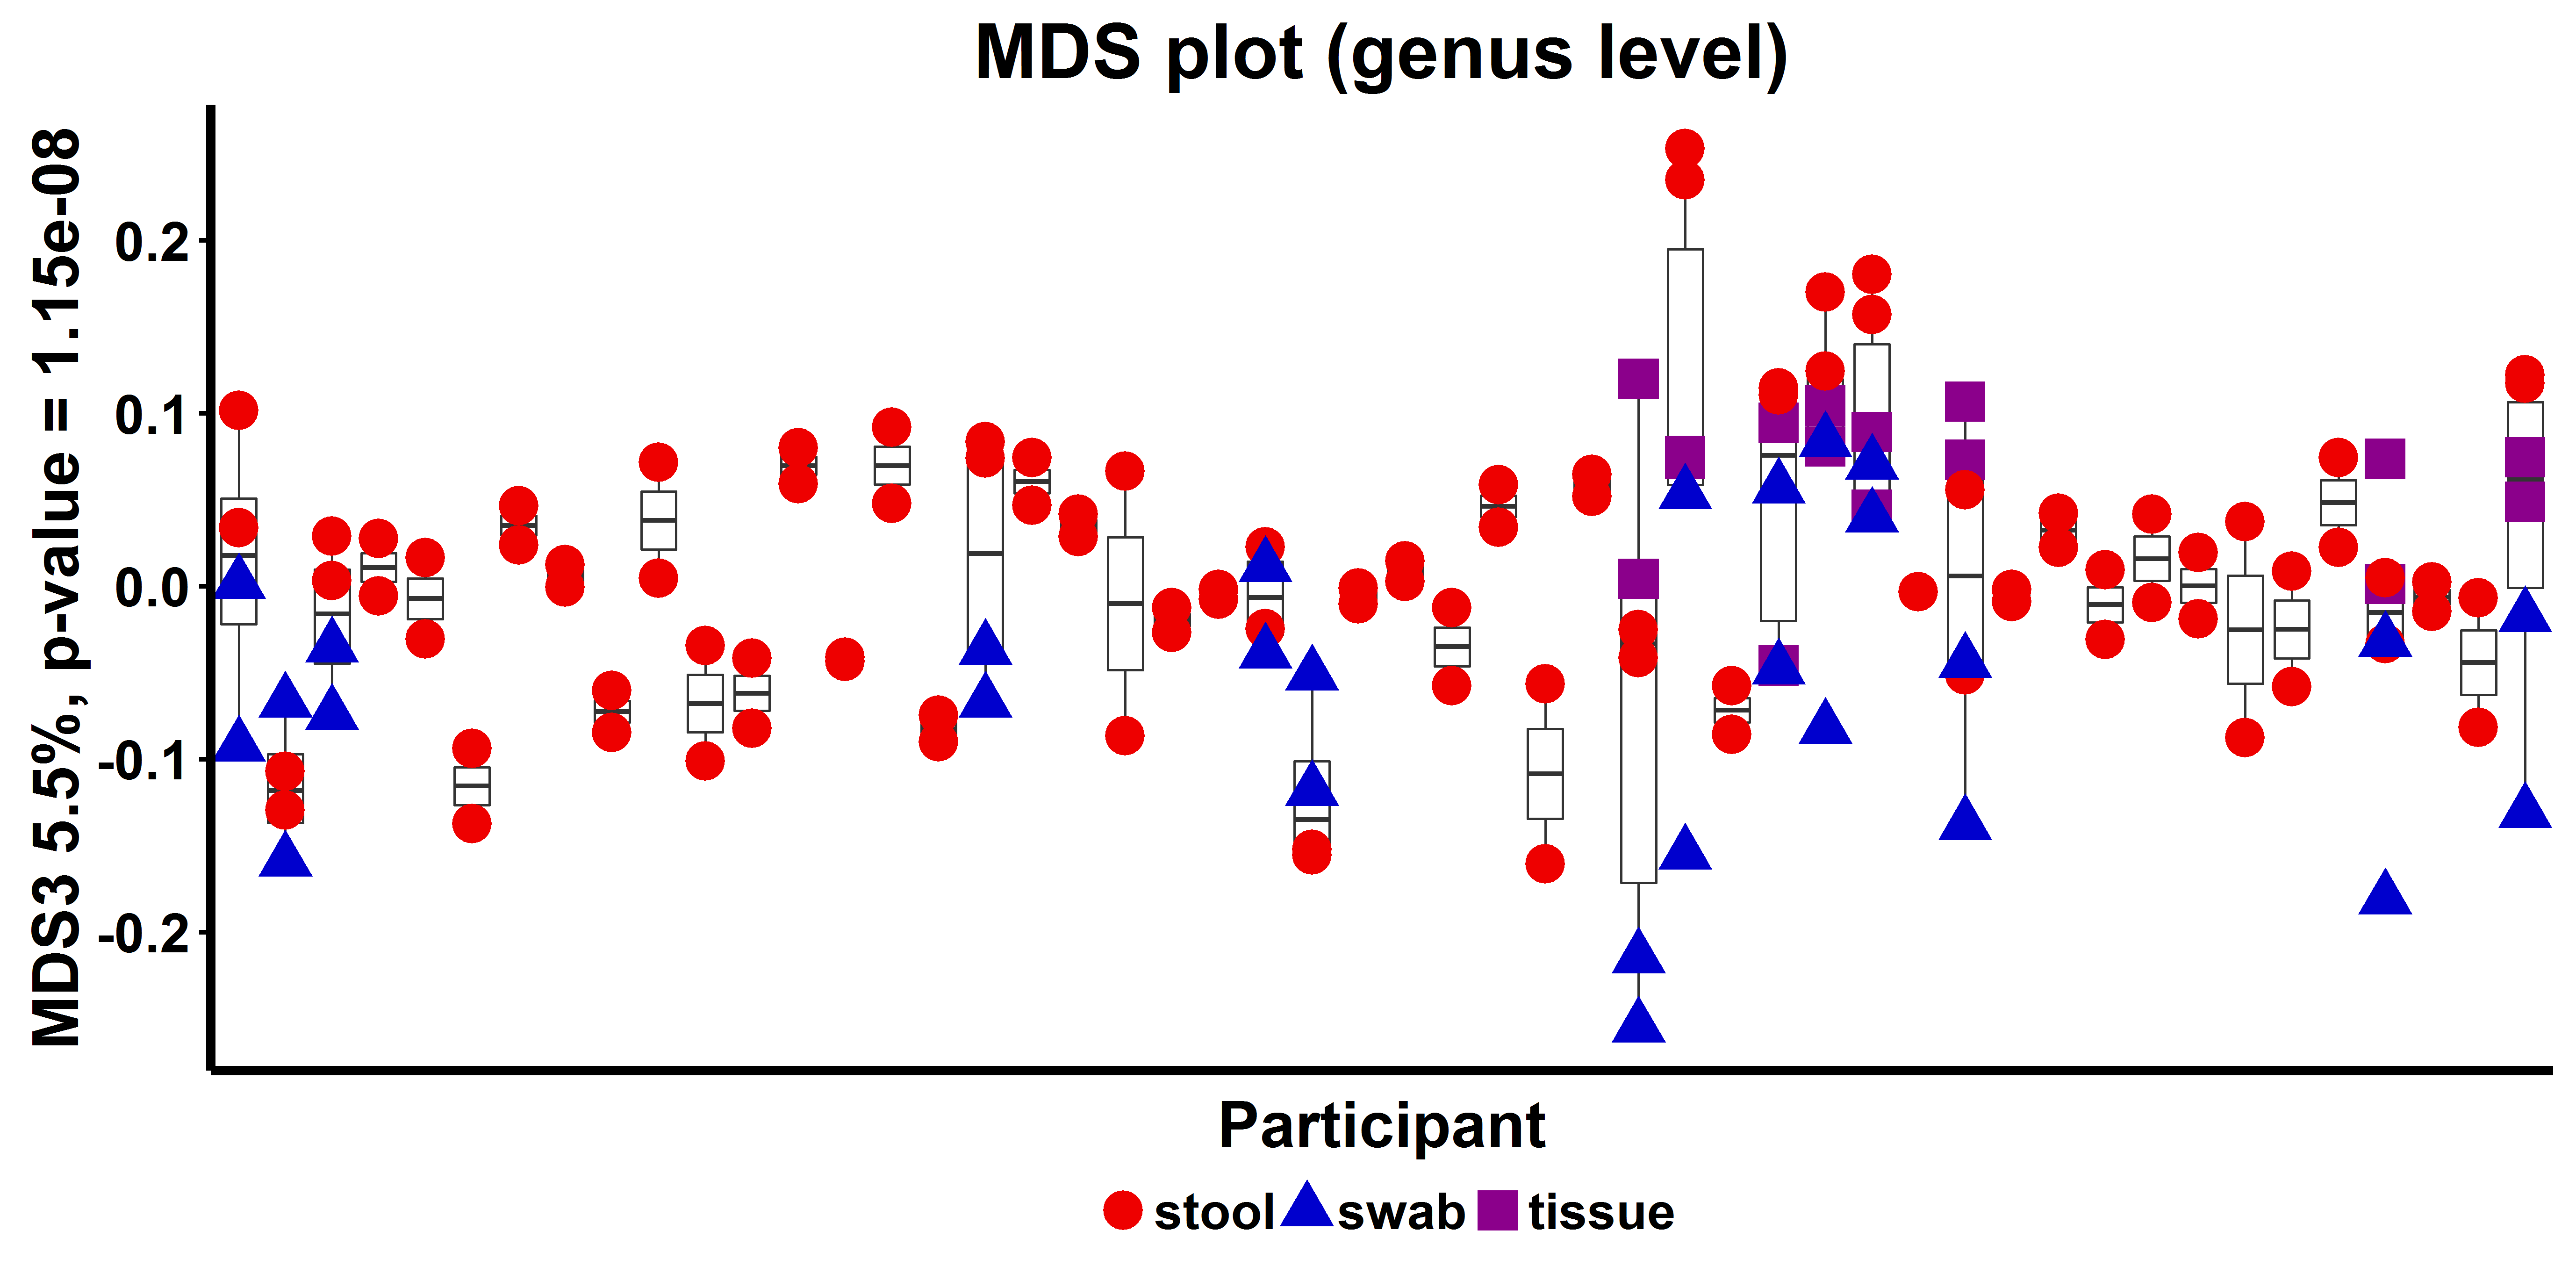 MDS plot (genus level)
MDS3 5.5%, p-value = 1.15e-08
0.2
0.1
0.0
-0.1
-0.2
Participant
stool swab tissue